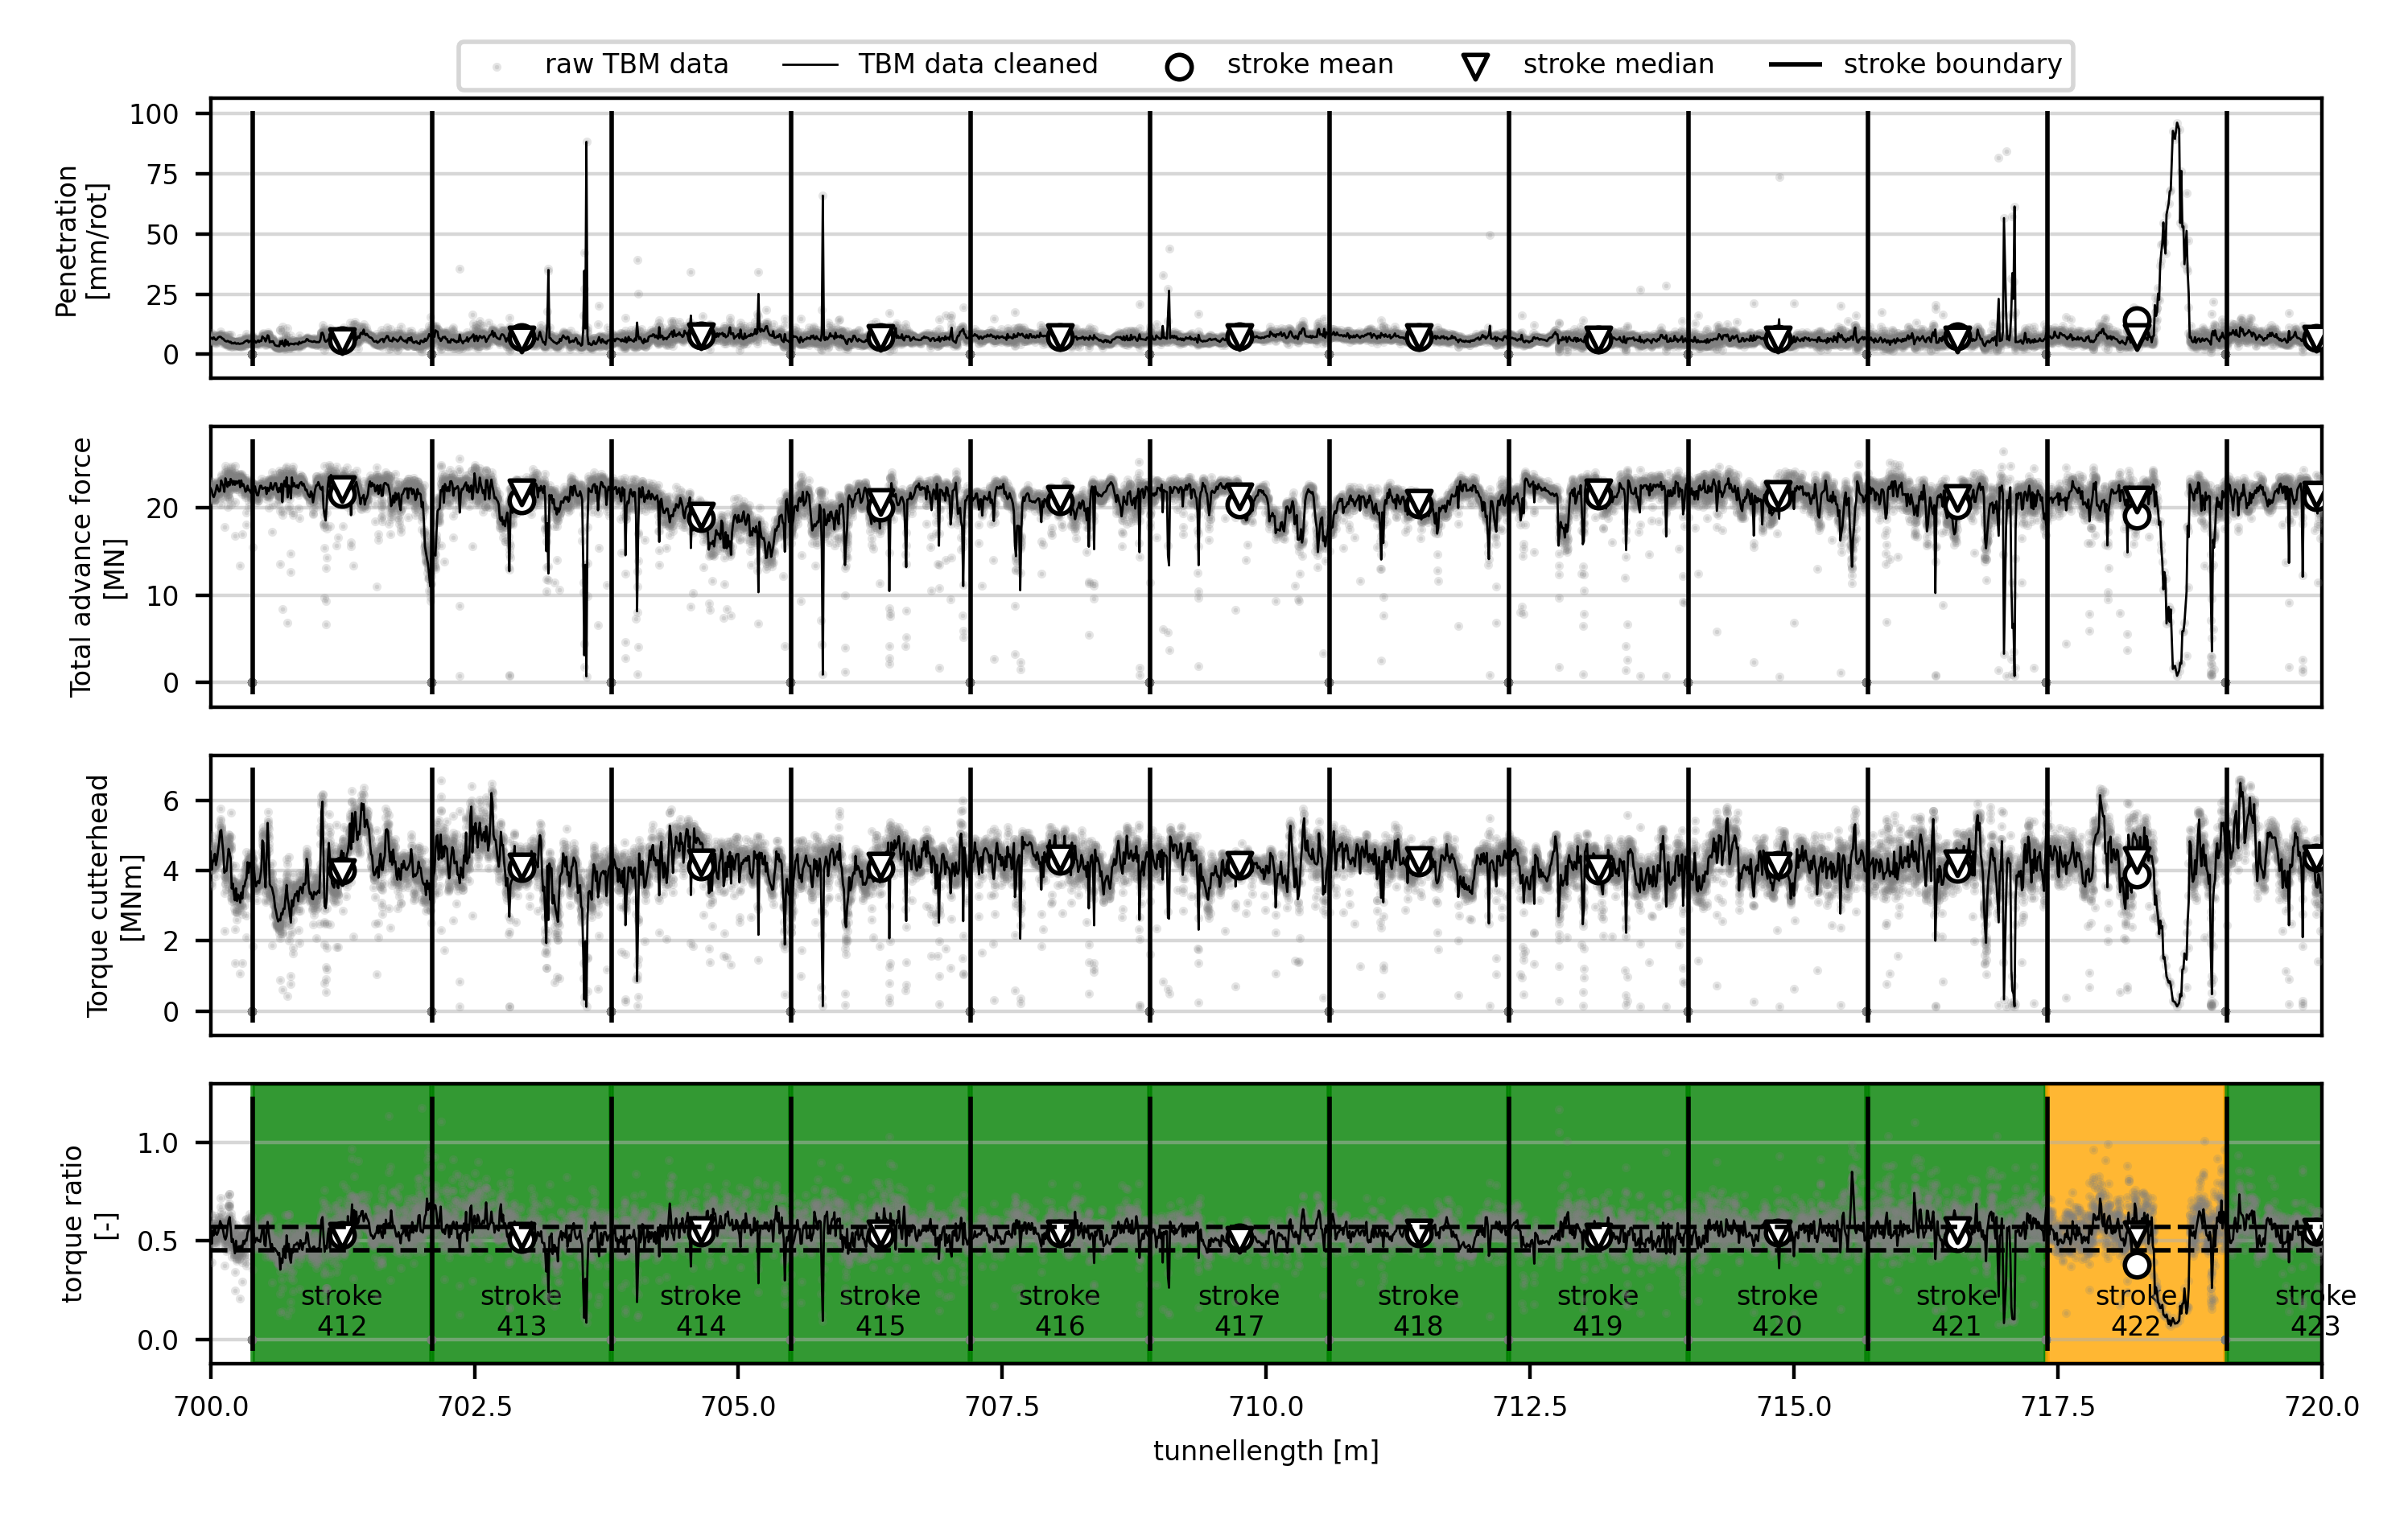 raw TBM data TBM data cleaned stroke mean stroke median stroke boundary
Penetration
[mm/rot]
100
75
50
25
0
Total advance force
[MN]
20
10
0
Torque cutterhead
[MNm]
6
4
2
0
torque ratio
[-]
1.0
0.5
0.0
stroke
412
stroke
413
stroke
414
stroke
415
stroke
416
stroke
417
stroke
418
stroke
419
stroke
420
stroke
421
stroke
422
stroke
423
700.0 702.5 705.0 707.5 710.0 712.5 715.0 717.5 720.0
tunnellength [m]